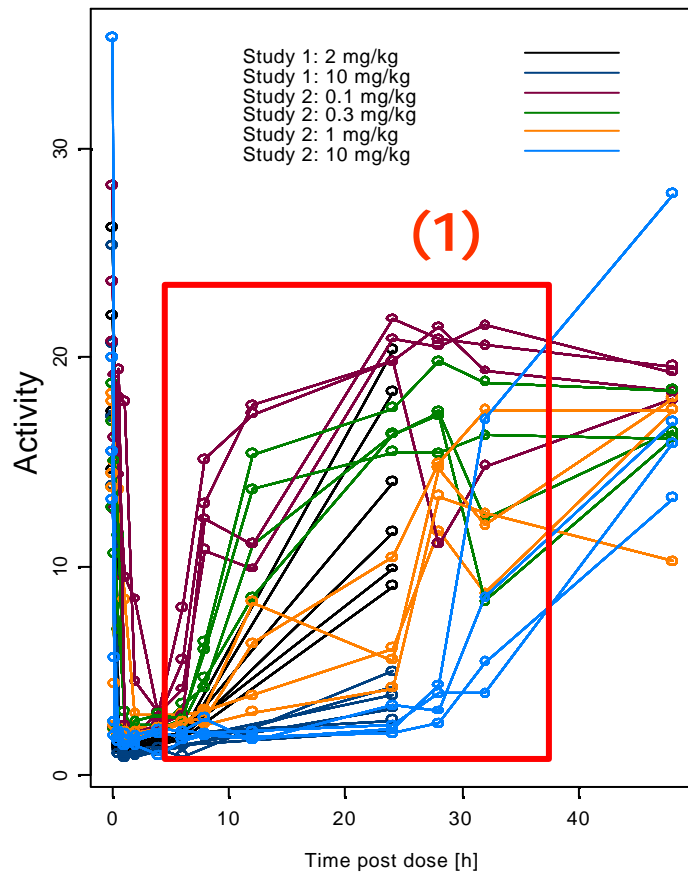 Study 1: 2 mg/kg
Study 1: 10 mg/kg
Study 2: 0.1 mg/kg
Study 2: 0.3 mg/kg
Study 2: 1 mg/kg
Study 2: 10 mg/kg
(1)
Activity
30
20
10
0
0 10 20 30 40
Time post dose [h]